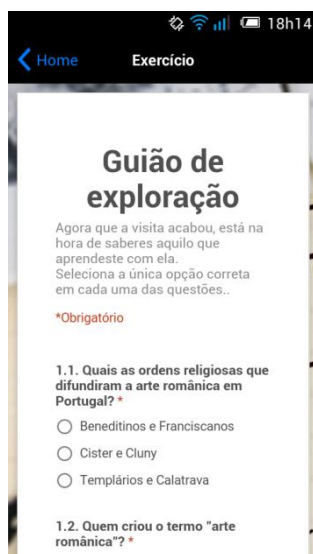 18h14
Home Exercício
Guião de
exploração
Agora que a visita acabou, está na
hora de saberes aquilo que
aprendeste com ela.
Seleciona a única opção correta
em cada uma das questões..
*Obrigatório
1.1. Quais as ordens religiosas que
difundiram a arte românica em
Portugal? *
Beneditinos e Franciscanos
Cister e Cluny
Templários e Calatrava
1.2. Quem criou o termo "arte
românica"? *